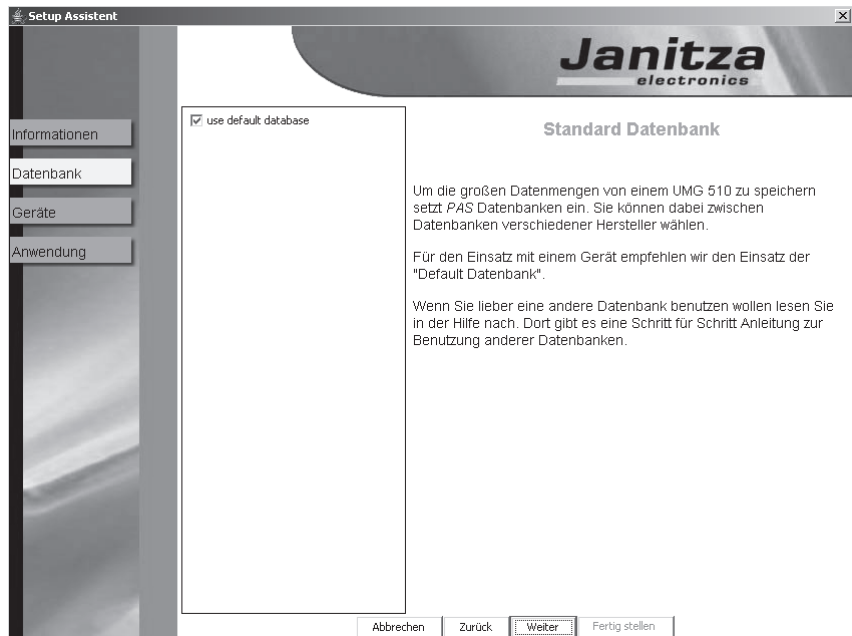 Setup Assistent
Janitza
electronics
Informationen
Datenbank
Geräte
Anwendung
use default database
Standard Datenbank
Um die großen Datenmengen von einem UMG 510 zu speichern
setzt PAS Datenbanken ein. Sie können dabei zwischen
Datenbanken verschiedener Hersteller wählen.
Für den Einsatz mit einem Gerät empfehlen wir den Einsatz der
"Default Datenbank".
Wenn Sie lieber eine andere Datenbank benutzen wollen lesen Sie
in der Hilfe nach. Dort gibt es eine Schritt für Schritt Anleitung zur
Benutzung anderer Datenbanken.
Abbrechen
Zurück
Weiter
Fertig stellen